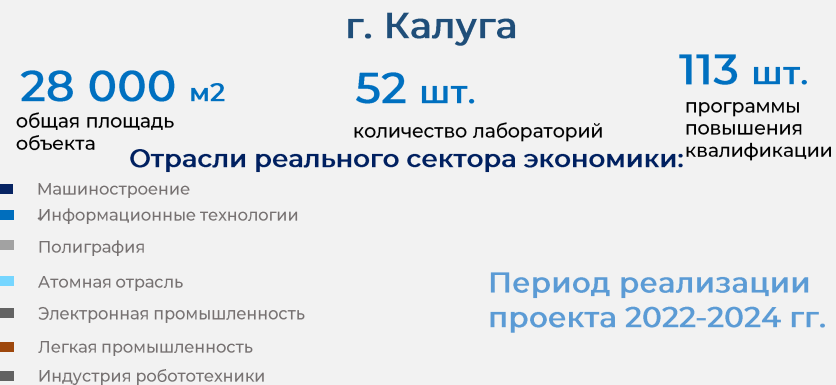 г. Калуга
28 000 м2
общая площадь
объекта
52 шт.
количество лабораторий
113 шт.
программы
повышения
квалификации
Отрасли реального сектора экономики:
Машиностроение
Информационные технологии
Полиграфия
Атомная отрасль
Электронная промышленность
Легкая промышленность
Индустрия робототехники
Период реализации
проекта 2022-2024 гг.